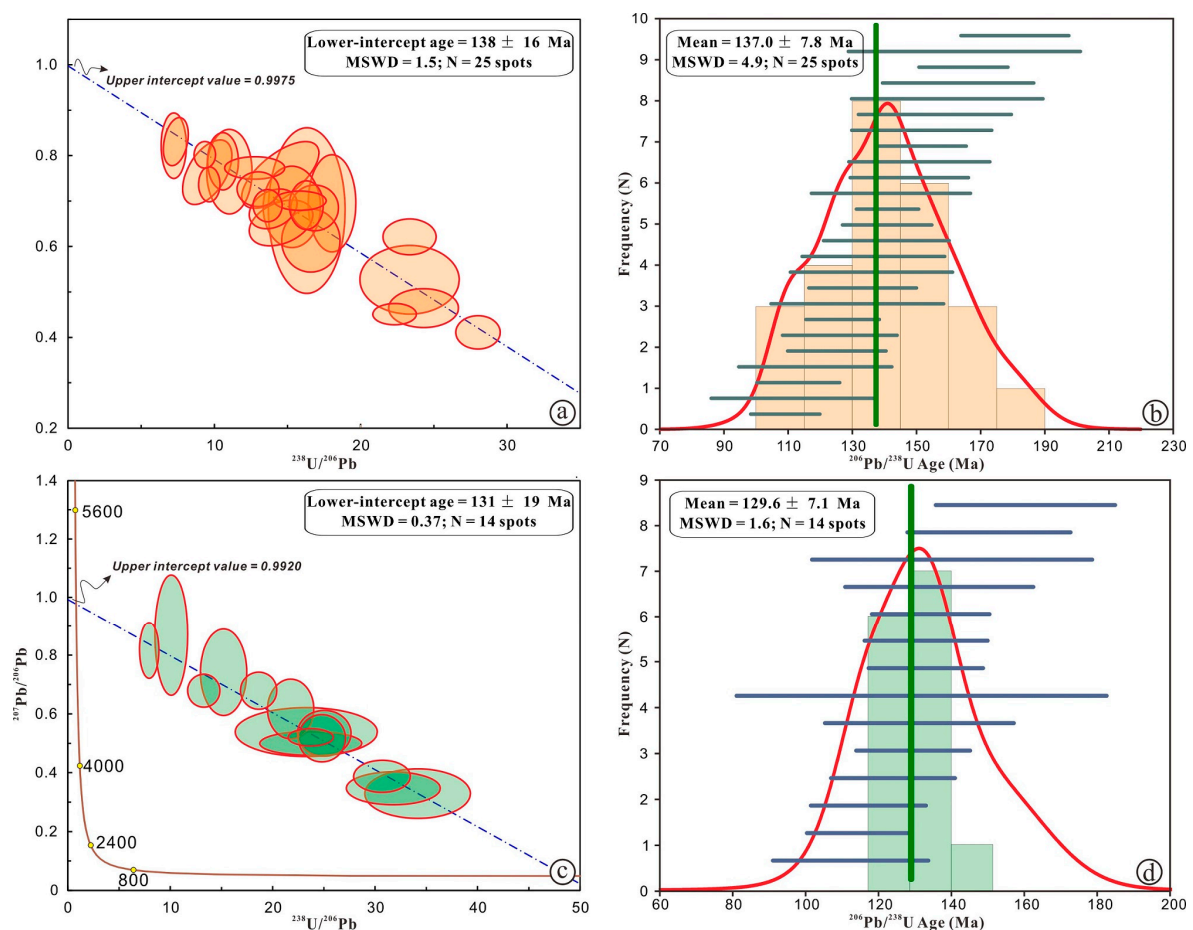 Lower-intercept age = 138 ± 16 Ma
MSWD = 1.5; N = 25 spots
Upper intercept value = 0.9975
1.0
0.8
0.6
0.4
0.2
0 10 20 30
²³⁸U/²⁰⁶Pb
a
Mean = 137.0 ± 7.8 Ma
MSWD = 4.9; N = 25 spots
Frequency (N)
10
9
8
7
6
5
4
3
2
1
0
70 90 110 130 150 170 190 210 230
²⁰⁶Pb/²³⁸U Age (Ma)
b
Lower-intercept age = 131 ± 19 Ma
MSWD = 0.37; N = 14 spots
Upper intercept value = 0.9920
²⁰⁷Pb/²⁰⁶Pb
1.4
1.2
1.0
0.8
0.6
0.4
0.2
0
5600
4000
2400
800
0 10 20 30 40 50
²³⁸U/²⁰⁶Pb
c
Mean = 129.6 ± 7.1 Ma
MSWD = 1.6; N = 14 spots
Frequency (N)
9
8
7
6
5
4
3
2
1
0
60 80 100 120 140 160 180 200
²⁰⁶Pb/²³⁸U Age (Ma)
d